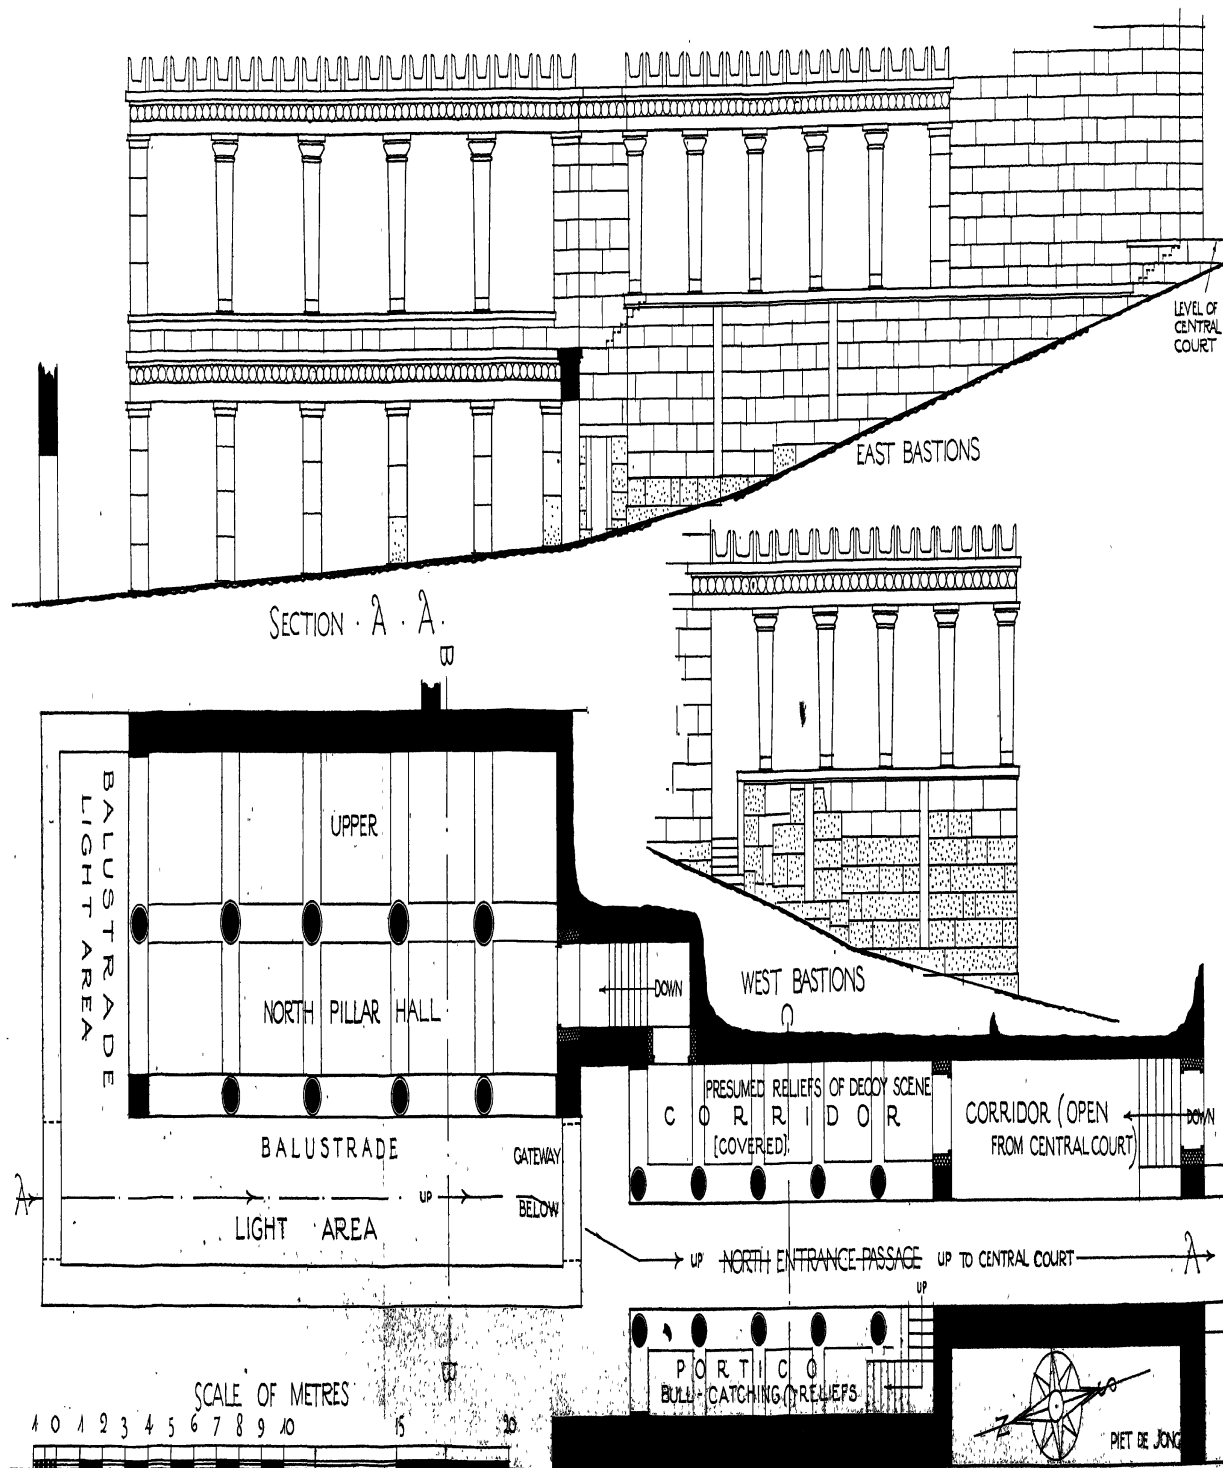 LEVEL OF
CENTRAL
COURT
EAST BASTIONS
SECTION · A · A ·
B
BALUSTRADE
LIGHT AREA
UPPER
NORTH PILLAR HALL
DOWN
WEST BASTIONS
C
PRESUMED RELIEFS OF DECOY SCENE
CORRIDOR
[COVERED]
CORRIDOR (OPEN
FROM CENTRAL COURT)
DOWN
BALUSTRADE
GATEWAY
BELOW
A
UP
LIGHT AREA
UP NORTH ENTRANCE PASSAGE UP TO CENTRAL COURT
A
UP
PORTICO
BULL-CATCHING RELIEFS
C
B
SCALE OF METRES
1 0 1 2 3 4 5 6 7 8 9 10 15 20
N S
PIET DE JONG